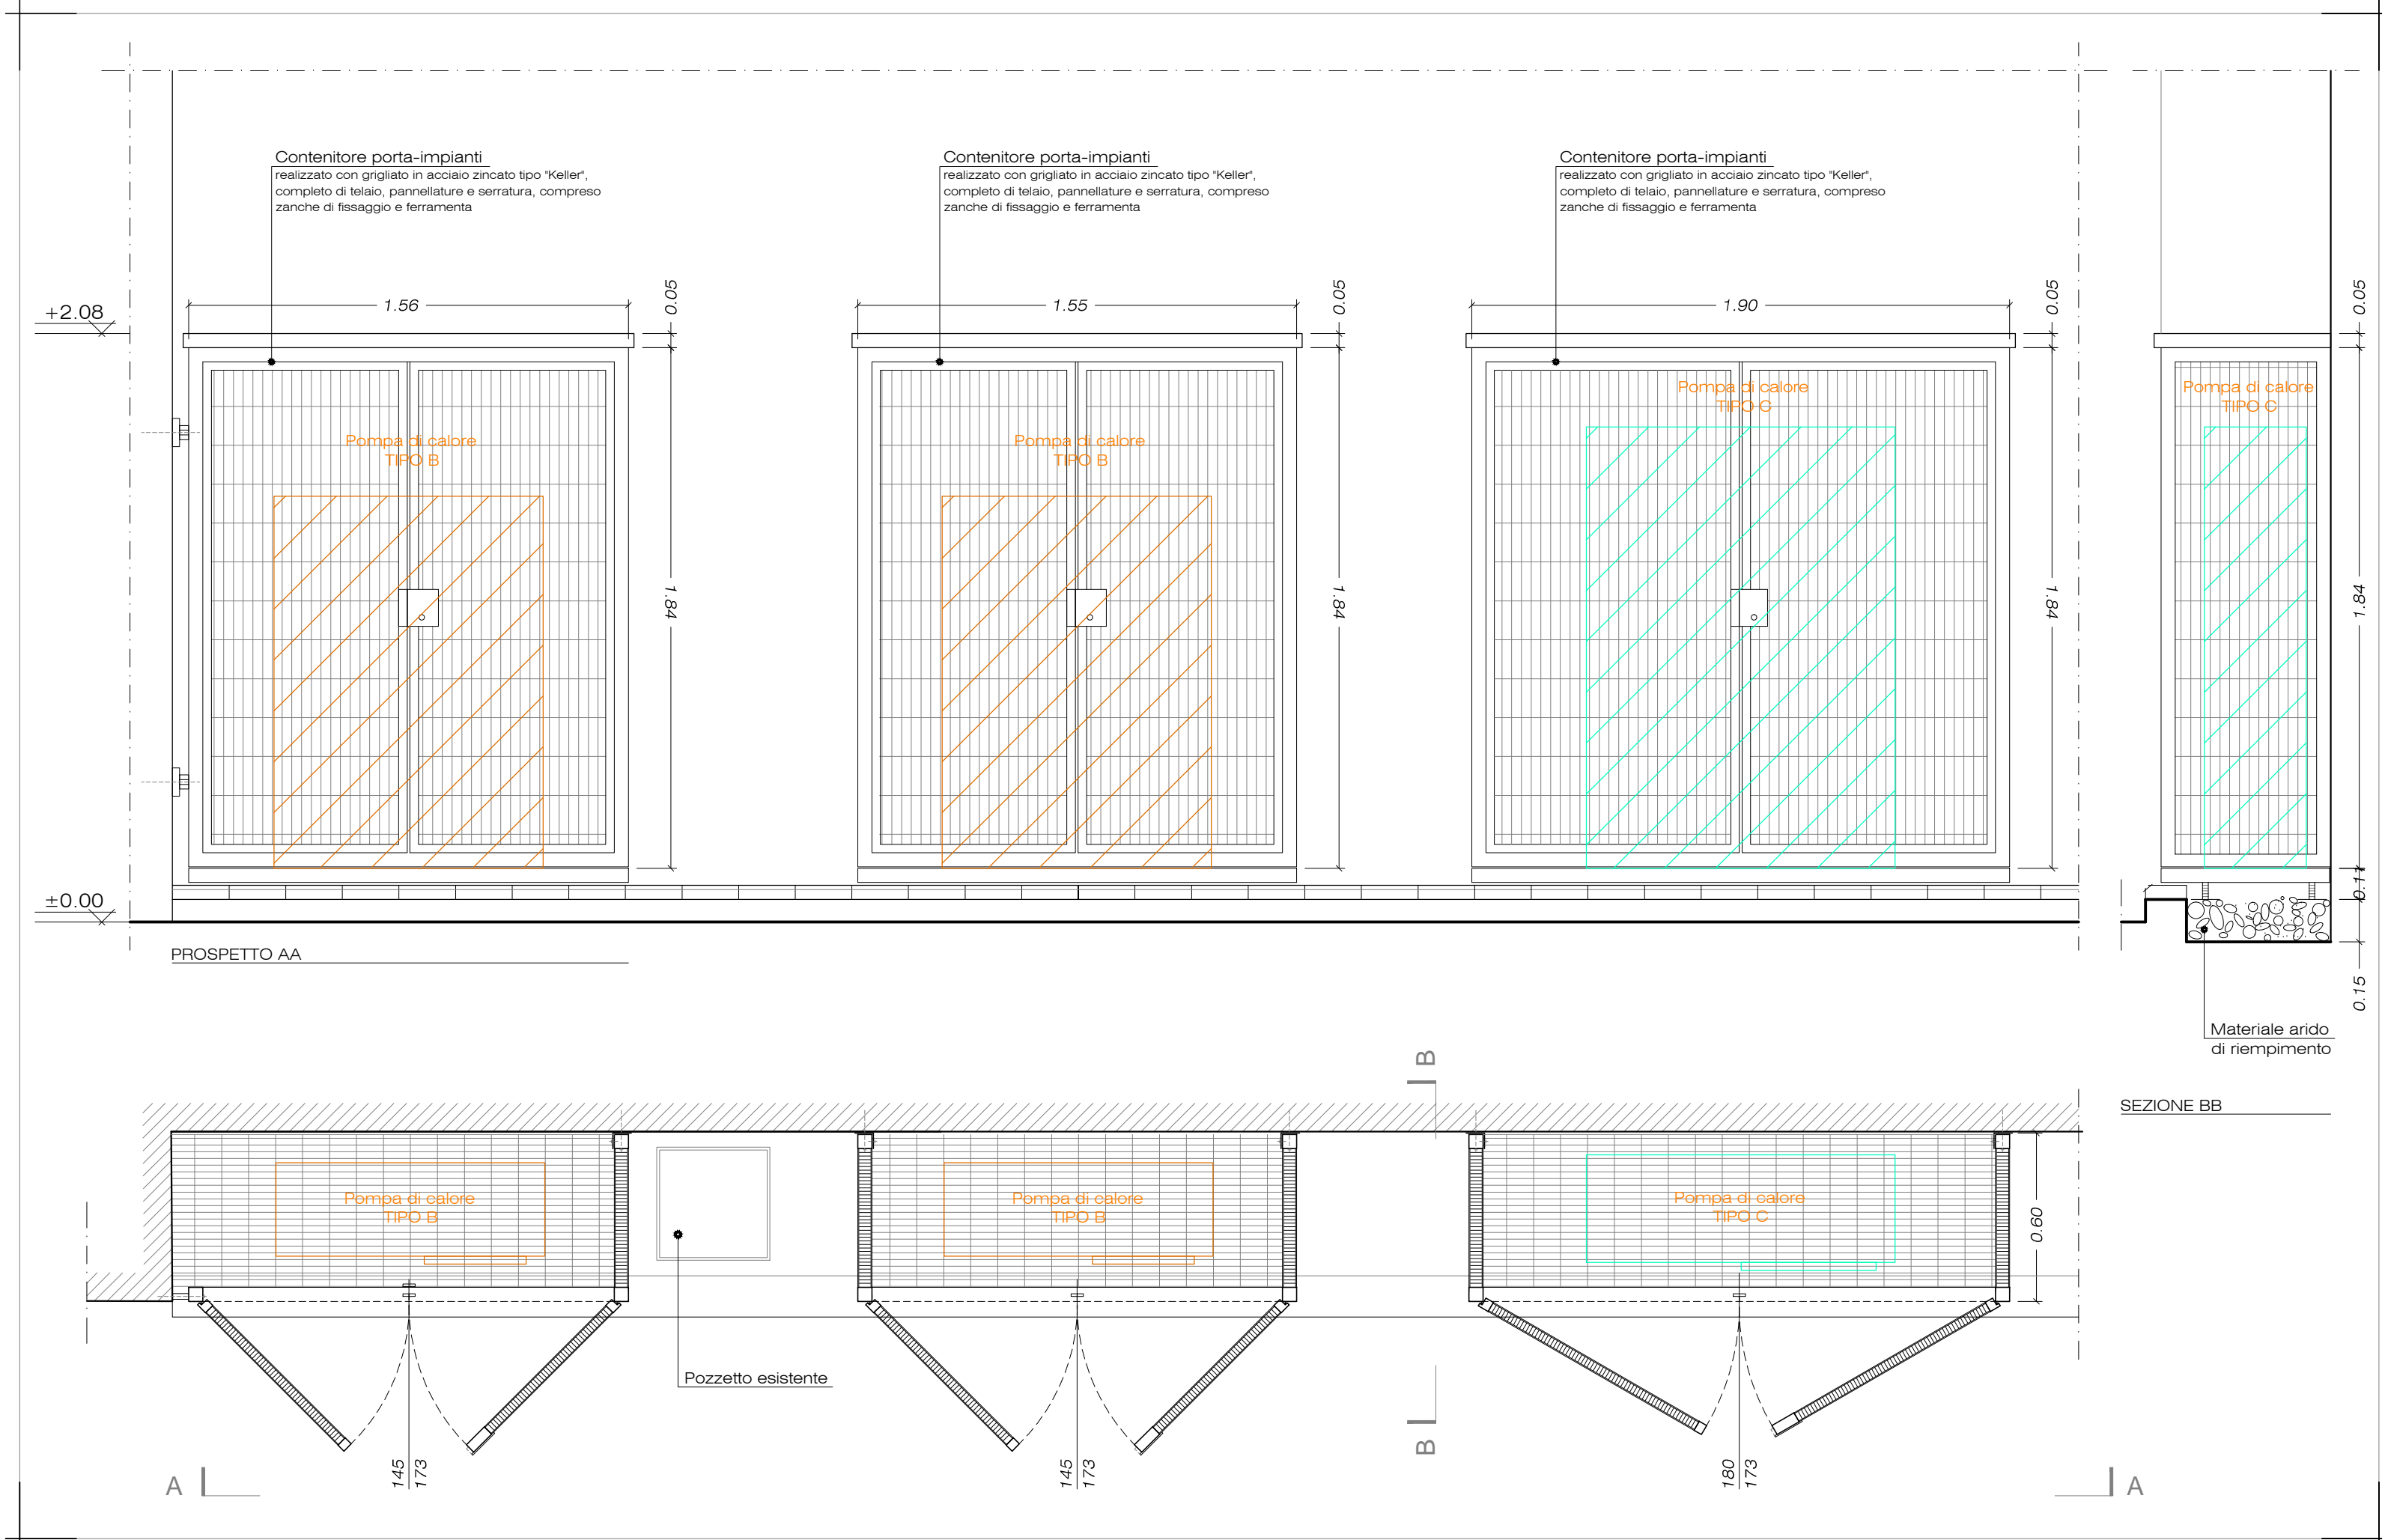 Contenitore porta-impianti
realizzato con grigliato in acciaio zincato tipo "Keller",
completo di telaio, pannellature e serratura, compreso
zanche di fissaggio e ferramenta
Contenitore porta-impianti
realizzato con grigliato in acciaio zincato tipo "Keller",
completo di telaio, pannellature e serratura, compreso
zanche di fissaggio e ferramenta
Contenitore porta-impianti
realizzato con grigliato in acciaio zincato tipo "Keller",
completo di telaio, pannellature e serratura, compreso
zanche di fissaggio e ferramenta
+2.08
1.56
0.05
1.55
0.05
1.90
0.05
0.05
Pompa di calore
TIPO B
Pompa di calore
TIPO B
Pompa di calore
TIPO C
Pompa di calore
TIPO C
1.84
1.84
1.84
1.84
±0.00
0.11
0.15
PROSPETTO AA
Materiale arido
di riempimento
SEZIONE BB
B
Pompa di calore
TIPO B
Pompa di calore
TIPO B
Pompa di calore
TIPO C
0.60
Pozzetto esistente
B
145
173
145
173
180
173
A
A